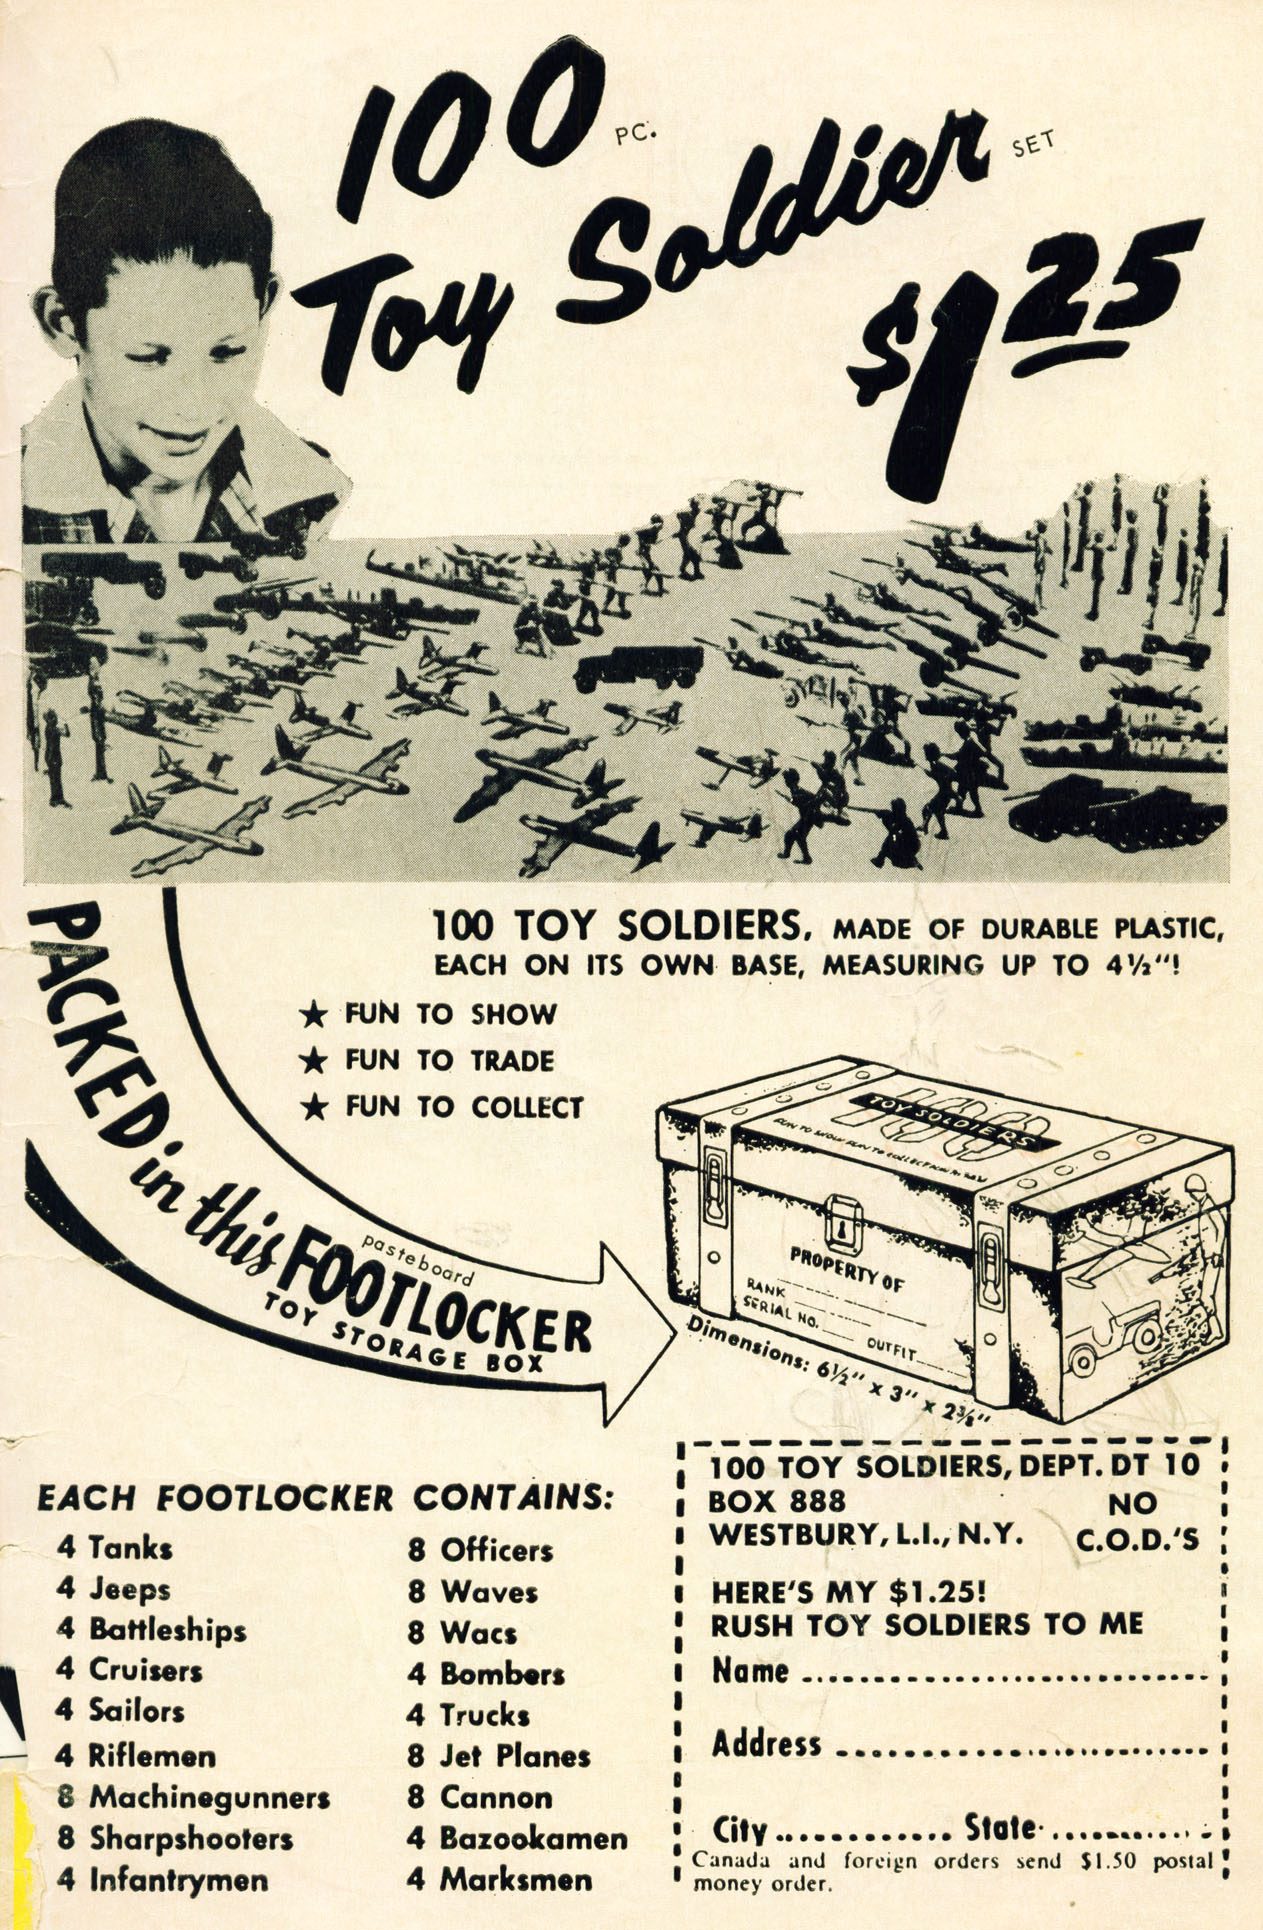 100 PC.
Toy Soldier SET
$1 25
100 TOY SOLDIERS, MADE OF DURABLE PLASTIC,
EACH ON ITS OWN BASE, MEASURING UP TO 4½"!
★ FUN TO SHOW
★ FUN TO TRADE
★ FUN TO COLLECT
PACKED in this
pasteboard
FOOTLOCKER
TOY STORAGE BOX
100
TOY SOLDIERS
PROPERTY OF
RANK
SERIAL NO.
OUTFIT
Dimensions: 6½" x 3" x 2⅜"
EACH FOOTLOCKER CONTAINS:
4 Tanks
4 Jeeps
4 Battleships
4 Cruisers
4 Sailors
4 Riflemen
8 Machinegunners
8 Sharpshooters
4 Infantrymen
8 Officers
8 Waves
8 Wacs
4 Bombers
4 Trucks
8 Jet Planes
8 Cannon
4 Bazookamen
4 Marksmen
100 TOY SOLDIERS, DEPT. DT 10
BOX 888
WESTBURY, L.I., N.Y.
NO
C.O.D.'S
HERE'S MY $1.25!
RUSH TOY SOLDIERS TO ME
Name
Address
City State
Canada and foreign orders send $1.50 postal
money order.